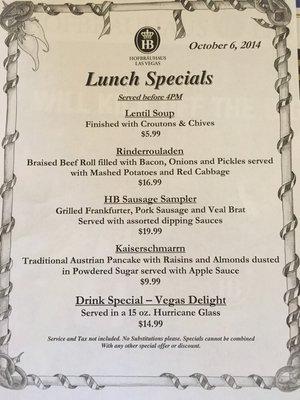 HB
HOFBRÄUHAUS
LAS VEGAS
October 6, 2014
Lunch Specials
Served before 4PM
Lentil Soup
Finished with Croutons & Chives
$5.99
Rinderrouladen
Braised Beef Roll filled with Bacon, Onions and Pickles served
with Mashed Potatoes and Red Cabbage
$16.99
HB Sausage Sampler
Grilled Frankfurter, Pork Sausage and Veal Brat
Served with assorted dipping Sauces
$19.99
Kaiserschmarrn
Traditional Austrian Pancake with Raisins and Almonds dusted
in Powdered Sugar served with Apple Sauce
$9.99
Drink Special – Vegas Delight
Served in a 15 oz. Hurricane Glass
$14.99
Service and Tax not included. No Substitutions please. Specials cannot be combined
With any other special offer or discount.